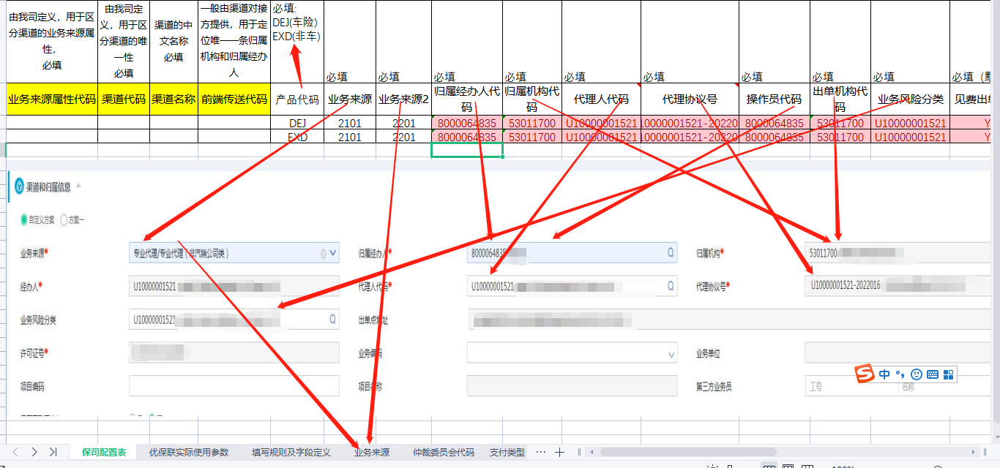 由我司定义，用于区
分渠道的业务来源属
性，
必填
由我司定
义，用于区
分渠道的唯
一性
必填
渠道的中
文名称
必填
一般由渠道对接
方提供，用于定
位唯一一条归属
机构和归属经办
人
必填:
DEJ(车险)
EXD(非车)
必填
必填
必填
必填
必填
必填
必填
必填
必填
必填（默
业务来源属性代码
渠道代码
渠道名称
前端传送代码
产品代码
业务来源
业务来源2
归属经办人代
码
归属机构代
码
代理人代码
代理协议号
操作员代码
出单机构代
码
业务风险分类
见费出单
DEJ 2101 2201 8000064835 53011700 U10000001521 10000001521-20220 8000064835 53011700 U10000001521 Y
EXD 2101 2201 8000064835 53011700 U10000001521 10000001521-20220 8000064835 53011700 U10000001521 Y
渠道和归属信息
自定义方案 方案一
业务来源* 专业代理/专业代理（非汽销公司类） 归属经办人* 8000064835 归属机构* 53011700
经办人* U10000001521 代理人代码* U10000001521 代理协议号* U10000001521-2022016
业务风险分类 U10000001521 出单点地址
许可证号* 业务编码 业务单位
项目编码 项目名称 第三方业务员 工号 名称
中
保司配置表 优保联实际使用参数 填写规则及字段定义 业务来源 仲裁委员会代码 支付类型 ···
100%